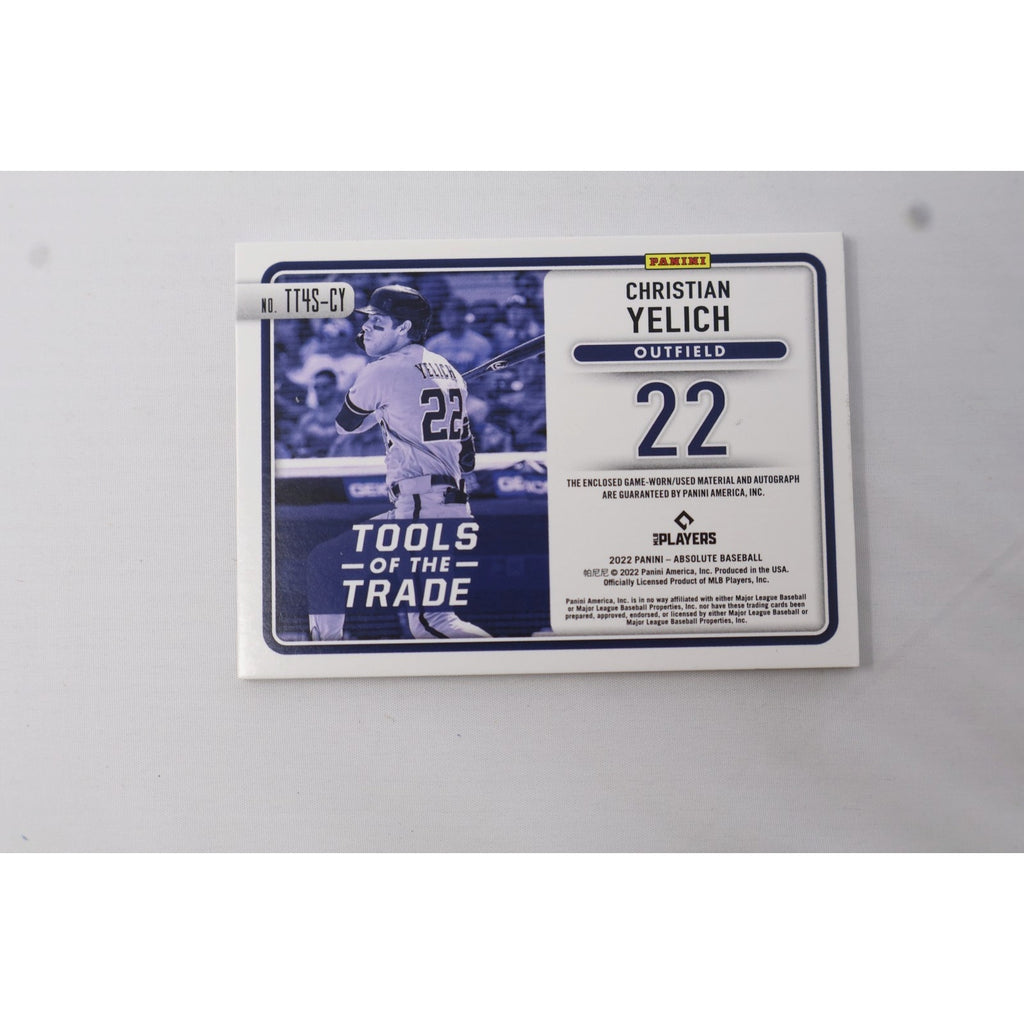 PANINI
NO. TT4S-CY
CHRISTIAN
YELICH
OUTFIELD
22
YELICH
22
THE ENCLOSED GAME-WORN/USED MATERIAL AND AUTOGRAPH
ARE GUARANTEED BY PANINI AMERICA, INC.
MLB PLAYERS
2022 PANINI – ABSOLUTE BASEBALL
帕尼尼 © 2022 Panini America, Inc. Produced in the USA.
Officially Licensed Product of MLB Players, Inc.
Panini America, Inc. is in no way affiliated with either Major League Baseball
or Major League Baseball Properties, Inc. nor have these trading cards been
prepared, approved, endorsed, or licensed by either Major League Baseball or
Major League Baseball Properties, Inc.
TOOLS
OF THE
TRADE